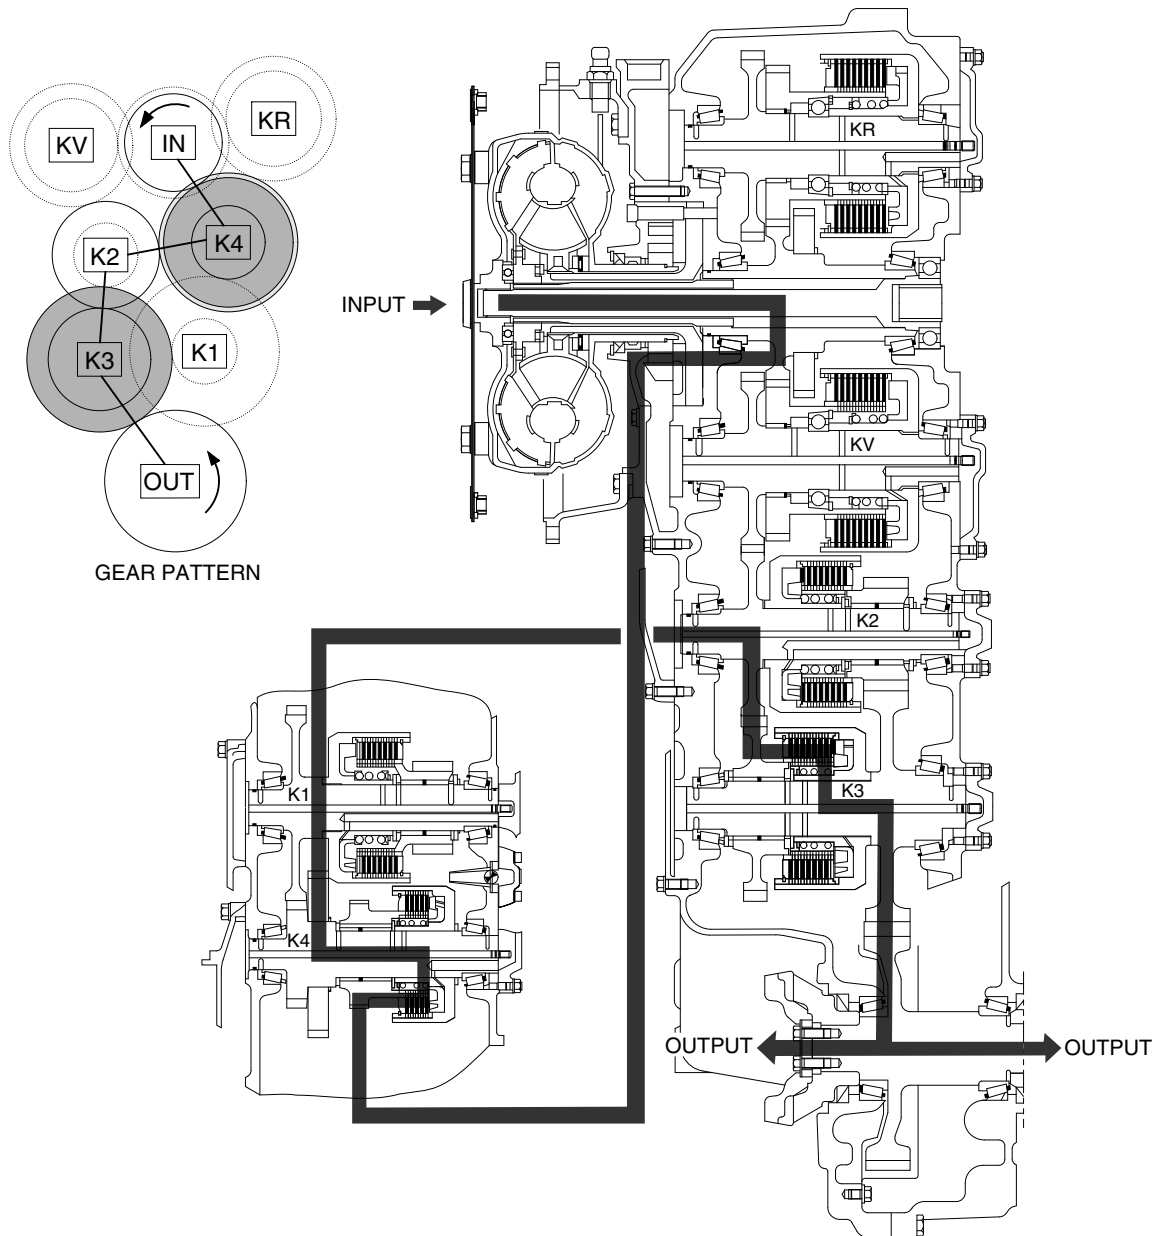 KV
IN
KR
K2
K4
K3
K1
OUT
GEAR PATTERN
INPUT
KR
KV
K2
K3
K1
K4
OUTPUT
OUTPUT